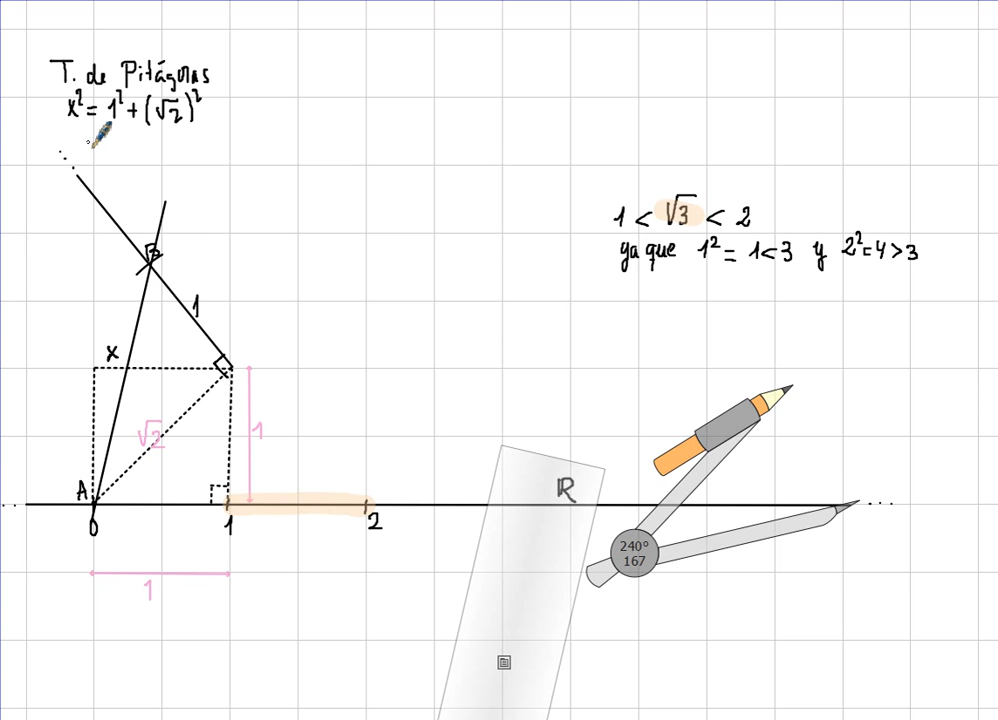 T. de Pitágoras
x² = 1² + (√2)²
1 < √3 < 2
ya que 1² = 1 < 3 y 2² = 4 > 3
B
1
x
√2
1
A
R
0
1
2
240°
167
1